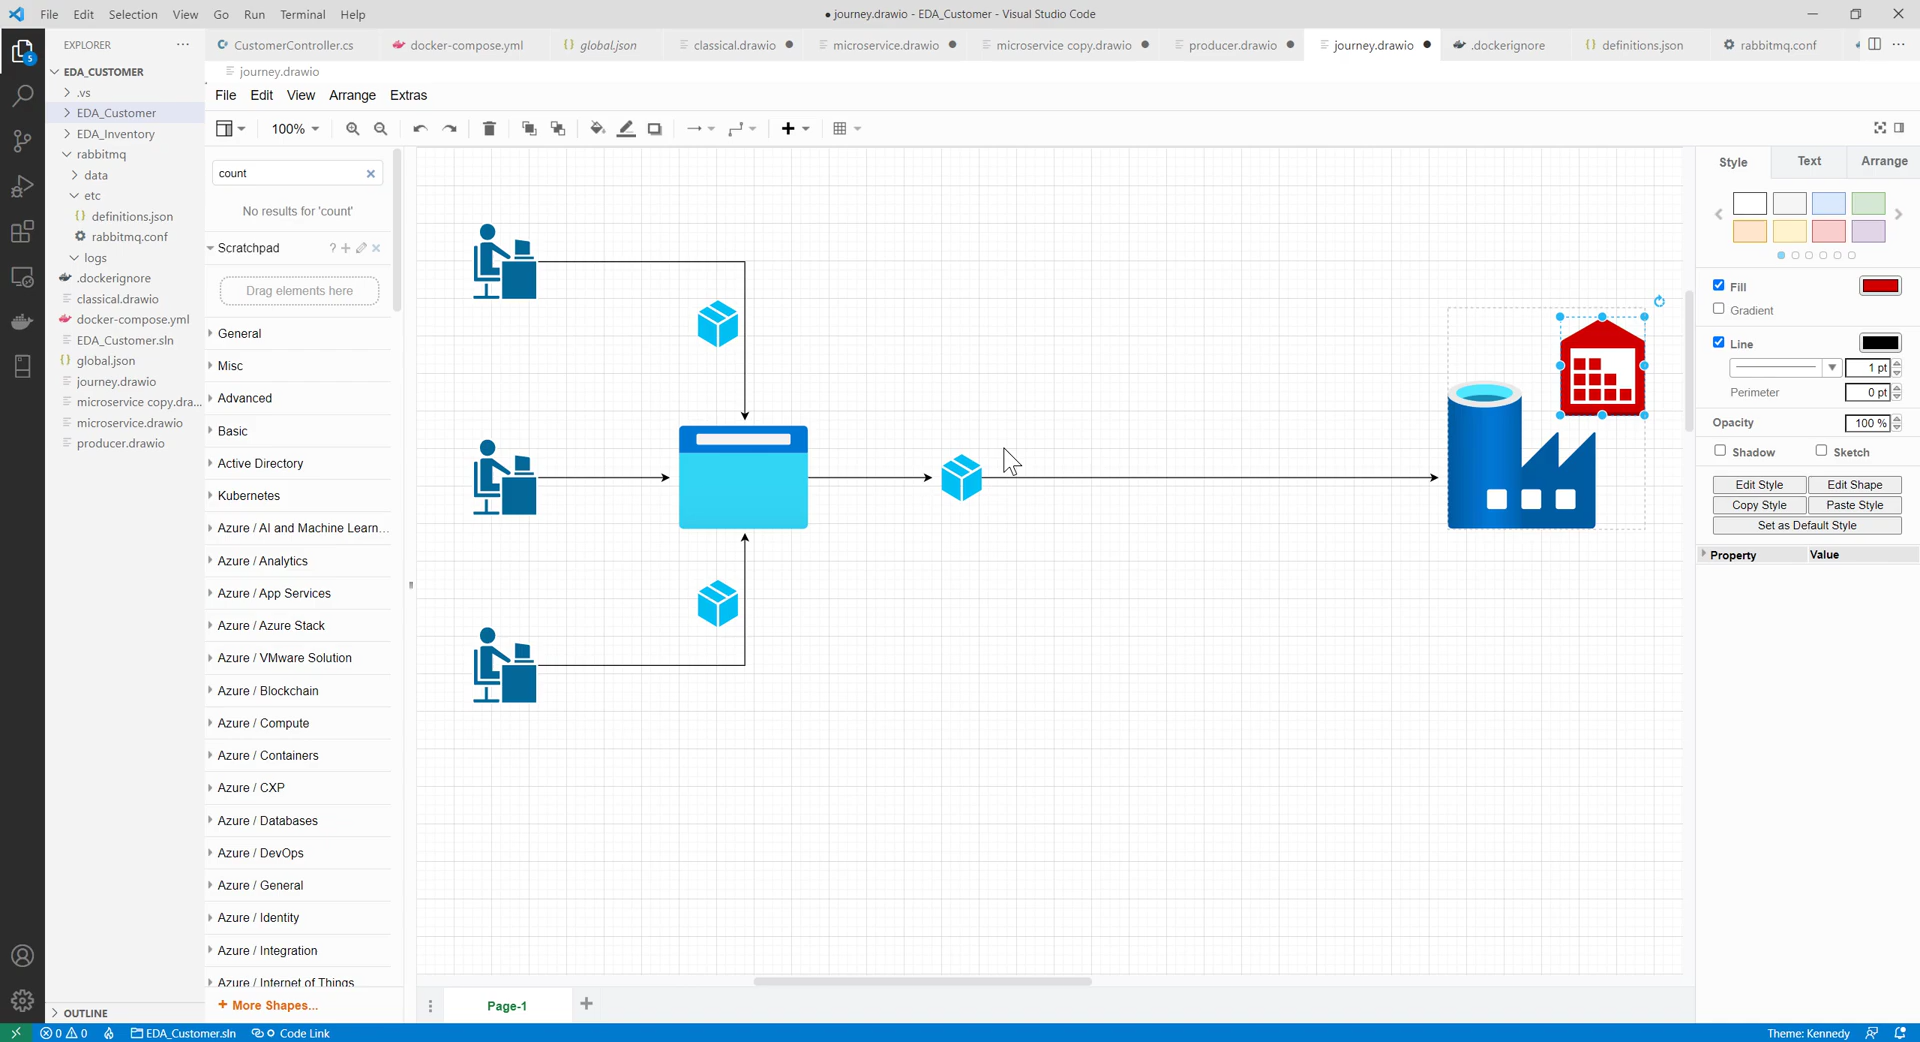 File Edit Selection View Go Run Terminal Help
● journey.drawio - EDA_Customer - Visual Studio Code
EXPLORER
CustomerController.cs
docker-compose.yml
global.json
classical.drawio
microservice.drawio
microservice copy.drawio
producer.drawio
journey.drawio
.dockerignore
definitions.json
rabbitmq.conf
EDA_CUSTOMER
.vs
EDA_Customer
EDA_Inventory
rabbitmq
data
etc
definitions.json
rabbitmq.conf
logs
.dockerignore
classical.drawio
docker-compose.yml
EDA_Customer.sln
global.json
journey.drawio
microservice copy.dra...
microservice.drawio
producer.drawio
OUTLINE
5
journey.drawio
File Edit View Arrange Extras
100%
count
No results for 'count'
Scratchpad
?
Drag elements here
General
Misc
Advanced
Basic
Active Directory
Kubernetes
Azure / AI and Machine Learn...
Azure / Analytics
Azure / App Services
Azure / Azure Stack
Azure / VMware Solution
Azure / Blockchain
Azure / Compute
Azure / Containers
Azure / CXP
Azure / Databases
Azure / DevOps
Azure / General
Azure / Identity
Azure / Integration
Azure / Internet of Things
+ More Shapes...
Page-1
Style Text Arrange
Fill
Gradient
Line
1 pt
Perimeter 0 pt
Opacity 100 %
Shadow Sketch
Edit Style Edit Shape
Copy Style Paste Style
Set as Default Style
Property Value
0 0 EDA_Customer.sln Code Link
Theme: Kennedy